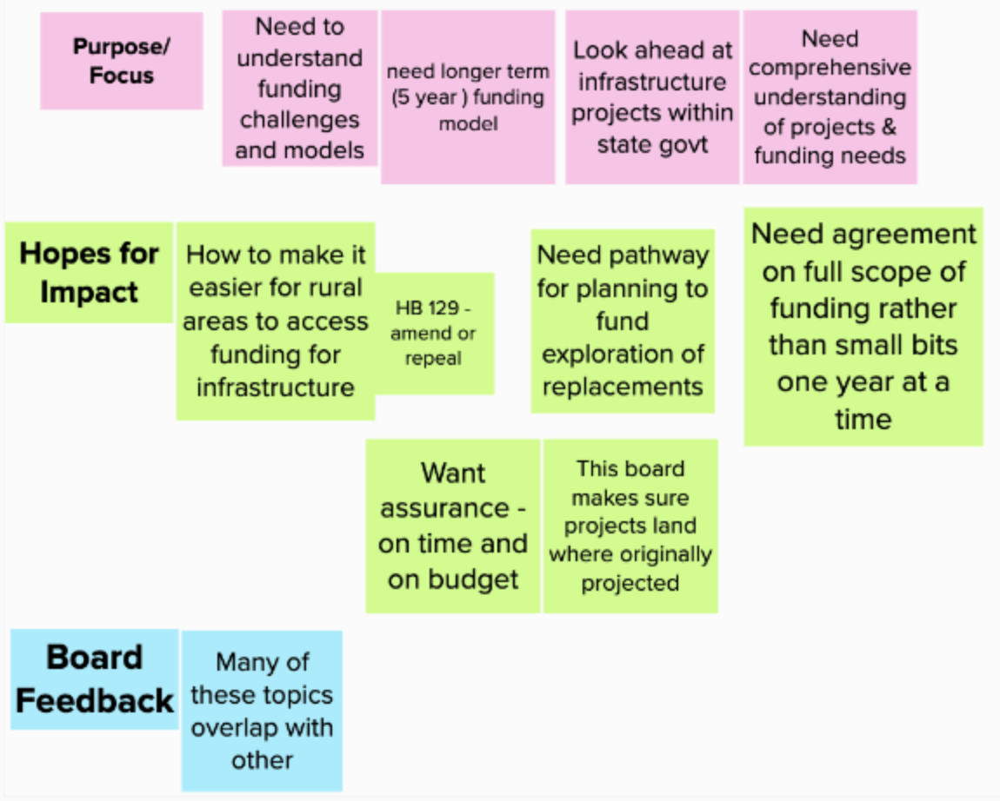 Purpose/
Focus
Need to
understand
funding
challenges
and models
need longer term
(5 year ) funding
model
Look ahead at
infrastructure
projects within
state govt
Need
comprehensive
understanding
of projects &
funding needs
Hopes for
Impact
How to make it
easier for rural
areas to access
funding for
infrastructure
HB 129 -
amend or
repeal
Need pathway
for planning to
fund
exploration of
replacements
Need agreement
on full scope of
funding rather
than small bits
one year at a
time
Want
assurance -
on time and
on budget
This board
makes sure
projects land
where originally
projected
Board
Feedback
Many of
these topics
overlap with
other